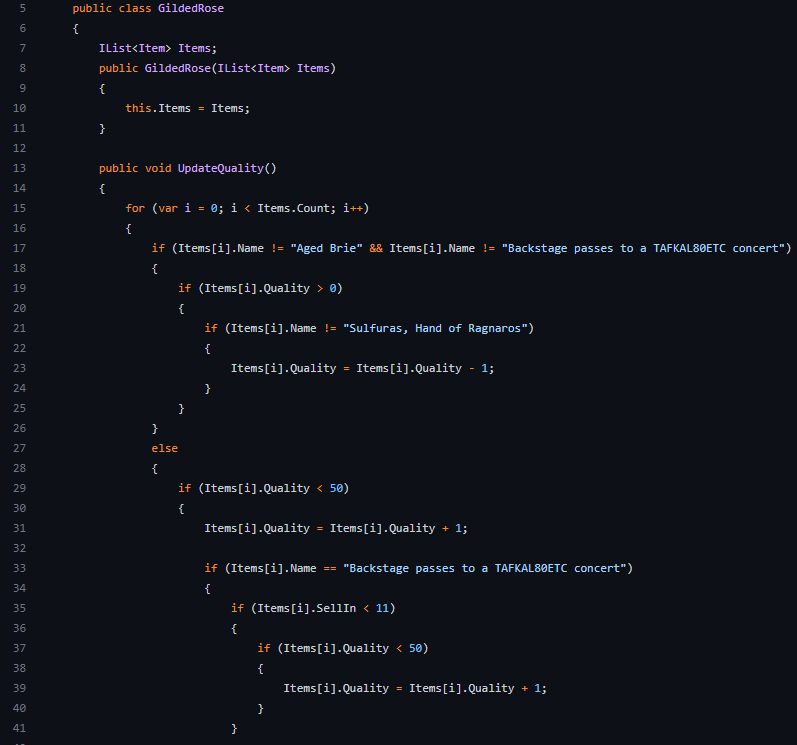 5 public class GildedRose
6 {
7 IList<Item> Items;
8 public GildedRose(IList<Item> Items)
9 {
10 this.Items = Items;
11 }
12
13 public void UpdateQuality()
14 {
15 for (var i = 0; i < Items.Count; i++)
16 {
17 if (Items[i].Name != "Aged Brie" && Items[i].Name != "Backstage passes to a TAFKAL80ETC concert")
18 {
19 if (Items[i].Quality > 0)
20 {
21 if (Items[i].Name != "Sulfuras, Hand of Ragnaros")
22 {
23 Items[i].Quality = Items[i].Quality - 1;
24 }
25 }
26 }
27 else
28 {
29 if (Items[i].Quality < 50)
30 {
31 Items[i].Quality = Items[i].Quality + 1;
32
33 if (Items[i].Name == "Backstage passes to a TAFKAL80ETC concert")
34 {
35 if (Items[i].SellIn < 11)
36 {
37 if (Items[i].Quality < 50)
38 {
39 Items[i].Quality = Items[i].Quality + 1;
40 }
41 }